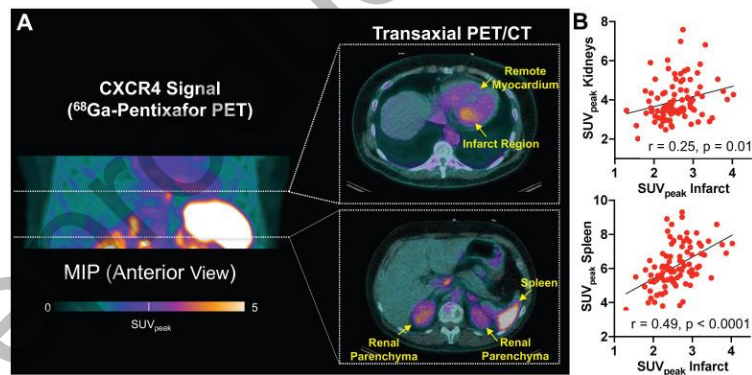 A
CXCR4 Signal
(⁶⁸Ga-Pentixafor PET)
MIP (Anterior View)
0
5
SUVpeak
Transaxial PET/CT
Remote
Myocardium
Infarct Region
Spleen
Renal
Parenchyma
Renal
Parenchyma
B
SUVpeak Kidneys
8
6
4
2
r = 0.25, p = 0.01
1 2 3 4
SUVpeak Infarct
SUVpeak Spleen
10
8
6
4
2
r = 0.49, p < 0.0001
1 2 3 4
SUVpeak Infarct